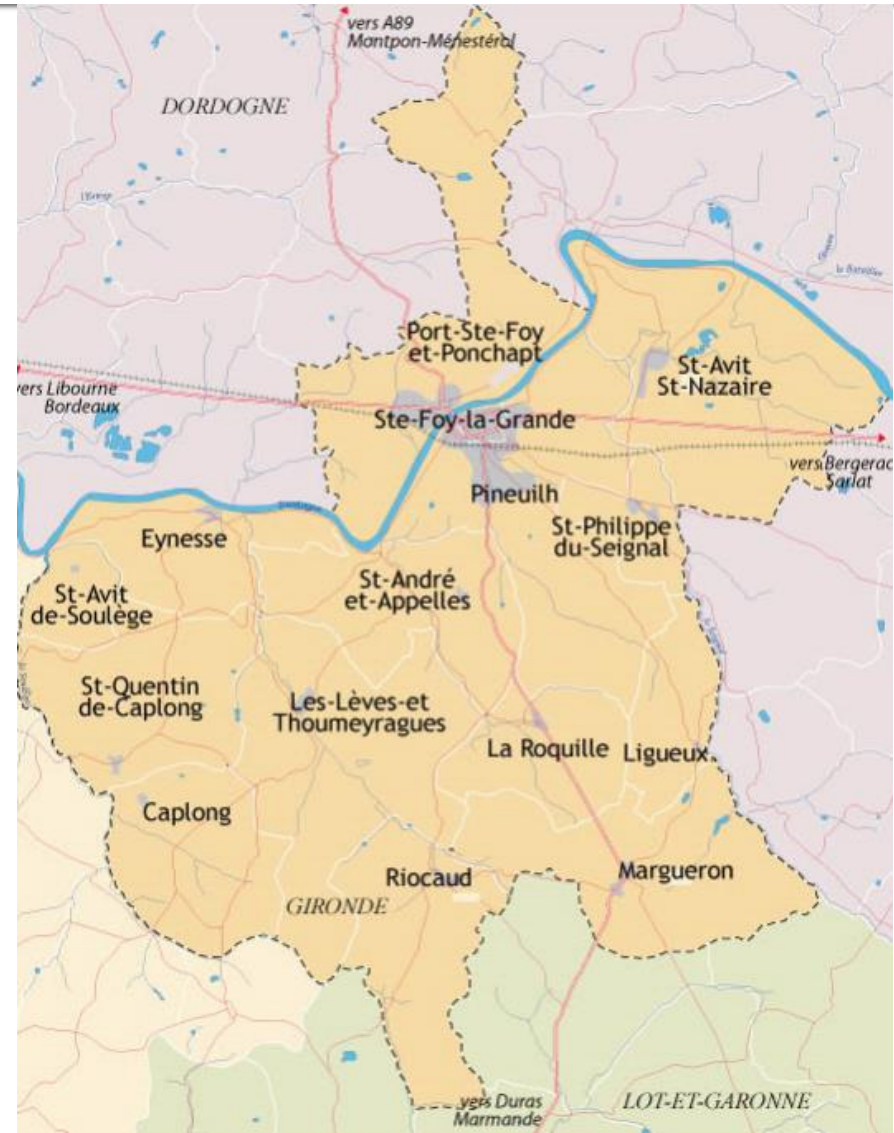 vers A89
Montpon-Ménestérol
DORDOGNE
Port-Ste-Foy
et-Ponchapt
St-Avit
St-Nazaire
vers Libourne
Bordeaux
Ste-Foy-la-Grande
vers Bergerac
Sarlat
Pineuilh
Eynesse
St-Philippe
du-Seignal
St-Avit
de-Soulège
St-André
et-Appelles
St-Quentin
de-Caplong
Les-Lèves-et
Thoumeyragues
La Roquille
Ligueux
Caplong
Riocaud
Margueron
GIRONDE
vers Duras
Marmande
LOT-ET-GARONNE